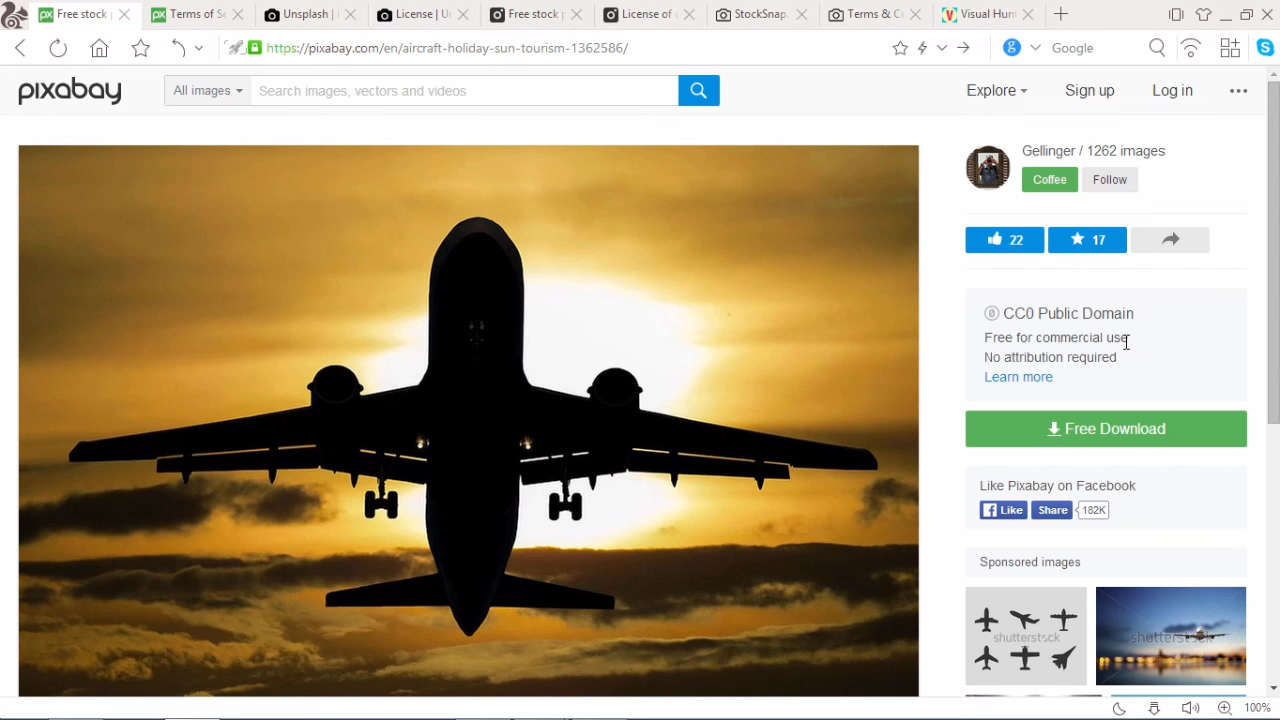 Free stock p
Terms of Se
Unsplash | 
License | U
Free stock p
License of c
StockSnap.
Terms & Co
Visual Hunt
https://pixabay.com/en/aircraft-holiday-sun-tourism-1362586/
g
Google
S
pixabay
All images
Search images, vectors and videos
Explore
Sign up
Log in
Gellinger / 1262 images
Coffee
Follow
22
17
CC0 Public Domain
Free for commercial use
No attribution required
Learn more
Free Download
Like Pixabay on Facebook
Like
Share
182K
Sponsored images
shutterstock
shutterstock
100%